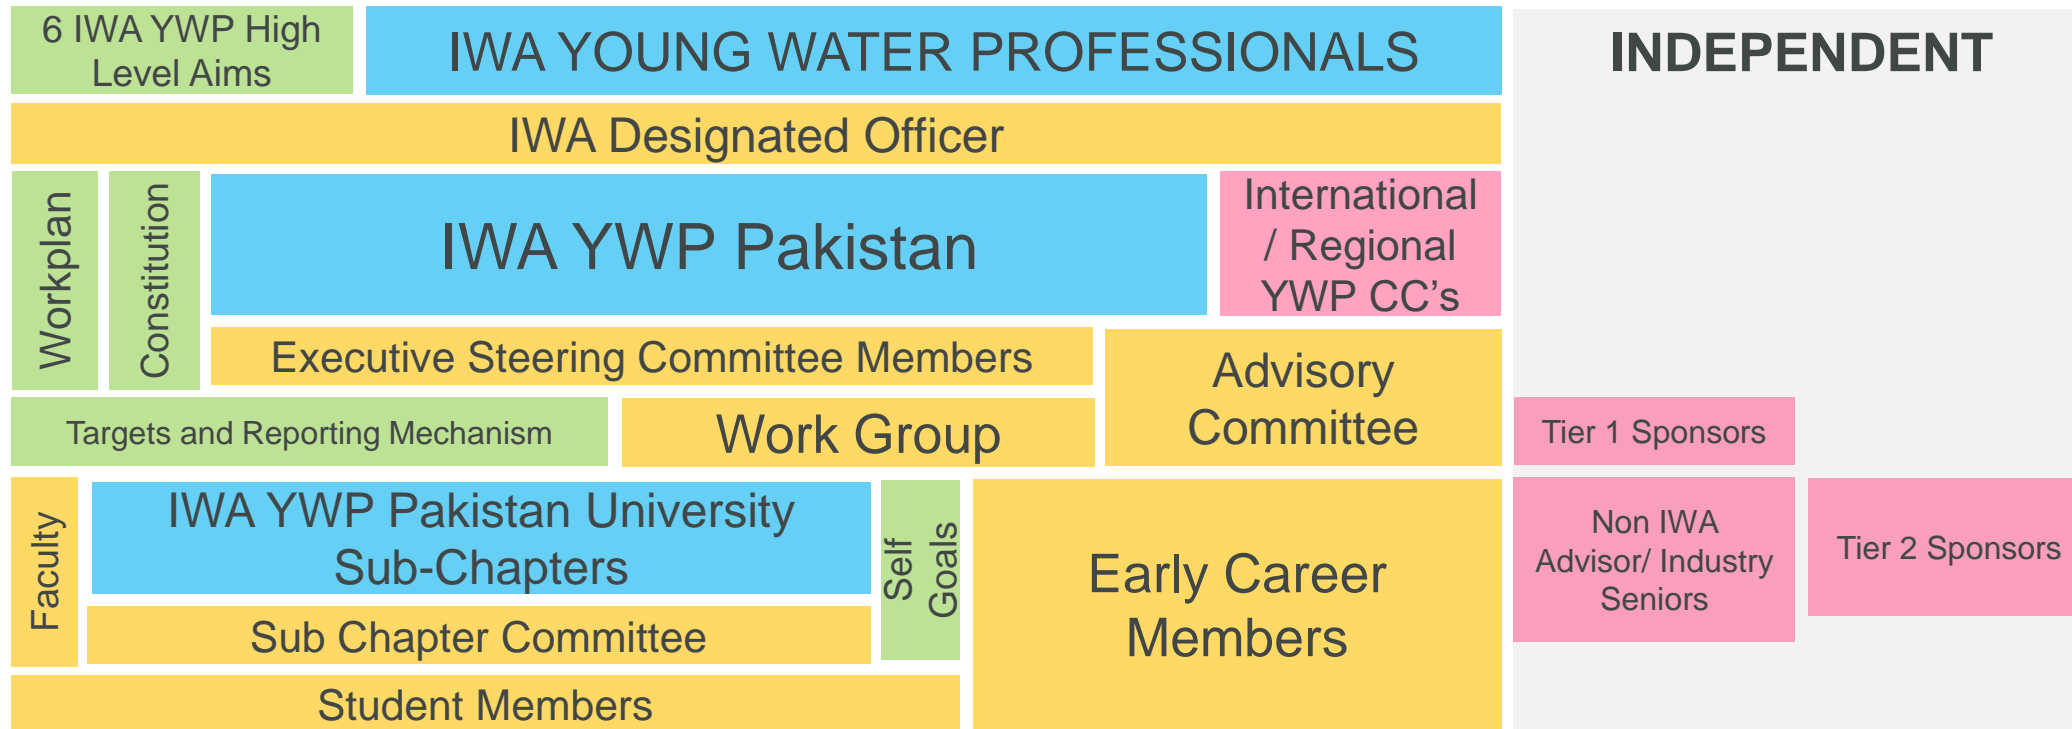 6 IWA YWP High
Level Aims
IWA YOUNG WATER PROFESSIONALS
INDEPENDENT
IWA Designated Officer
Workplan
Constitution
IWA YWP Pakistan
International
/ Regional
YWP CC’s
Executive Steering Committee Members
Advisory
Committee
Targets and Reporting Mechanism
Work Group
Tier 1 Sponsors
Faculty
IWA YWP Pakistan University
Sub-Chapters
Self
Goals
Early Career
Members
Non IWA
Advisor/ Industry
Seniors
Tier 2 Sponsors
Sub Chapter Committee
Student Members